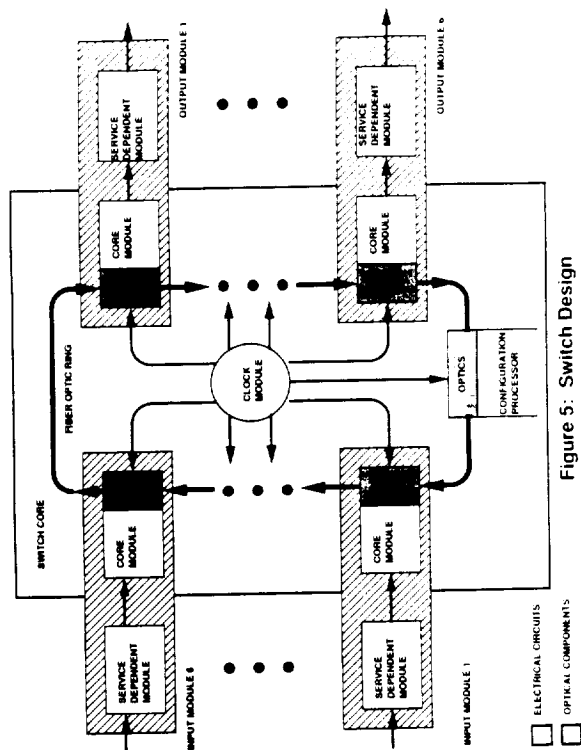 OUTPUT MODULE 1
SERVICE
DEPENDENT
MODULE
CORE
MODULE
OUTPUT MODULE 6
SERVICE
DEPENDENT
MODULE
CORE
MODULE
FIBER OPTIC RING
CLOCK
MODULE
OPTICS
CONFIGURATION
PROCESSOR
SWITCH CORE
CORE
MODULE
SERVICE
DEPENDENT
MODULE
INPUT MODULE 6
CORE
MODULE
SERVICE
DEPENDENT
MODULE
INPUT MODULE 1
ELECTRICAL CIRCUITS
OPTICAL COMPONENTS
Figure 5: Switch Design